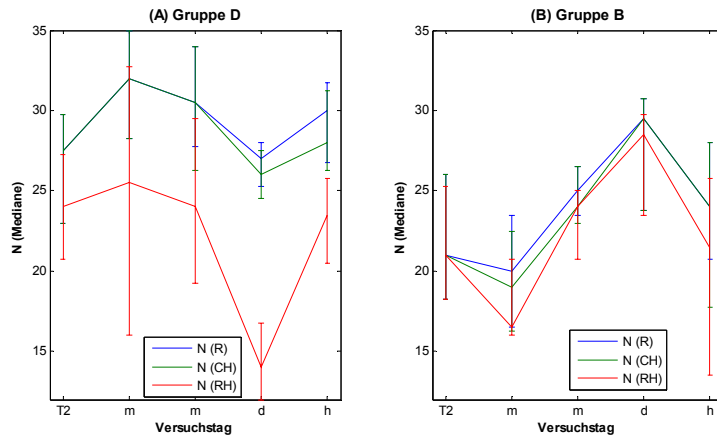 (A) Gruppe D
35
30
25
20
15
N (Mediane)
N (R)
N (CH)
N (RH)
T2 m m d h
Versuchstag
(B) Gruppe B
35
30
25
20
15
N (Mediane)
N (R)
N (CH)
N (RH)
T2 m m d h
Versuchstag